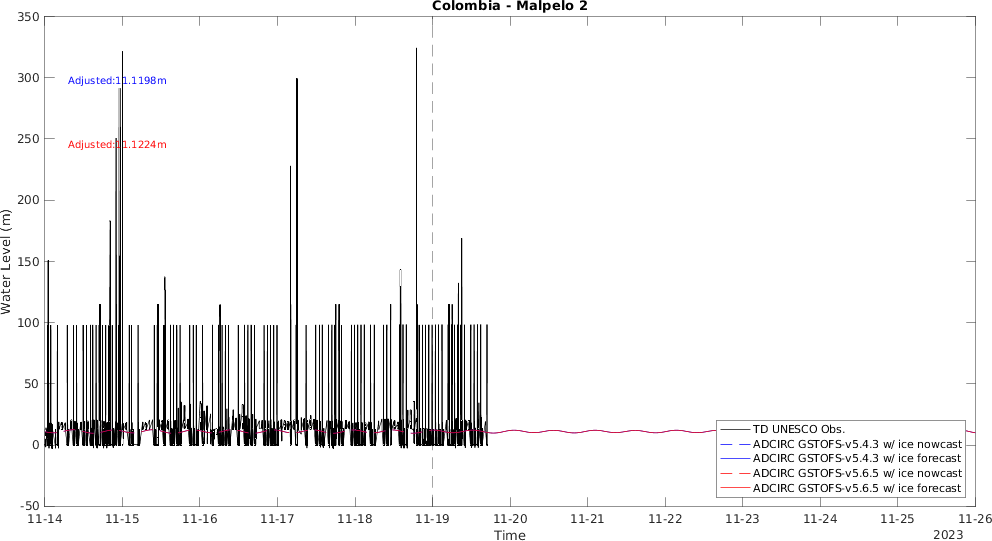 Colombia - Malpelo 2
350
300
250
200
150
100
50
0
-50
Water Level (m)
Adjusted:11.1198m
Adjusted:11.1224m
TD UNESCO Obs.
ADCIRC GSTOFS-v5.4.3 w/ ice nowcast
ADCIRC GSTOFS-v5.4.3 w/ ice forecast
ADCIRC GSTOFS-v5.6.5 w/ ice nowcast
ADCIRC GSTOFS-v5.6.5 w/ ice forecast
11-14 11-15 11-16 11-17 11-18 11-19 11-20 11-21 11-22 11-23 11-24 11-25 11-26
Time
2023